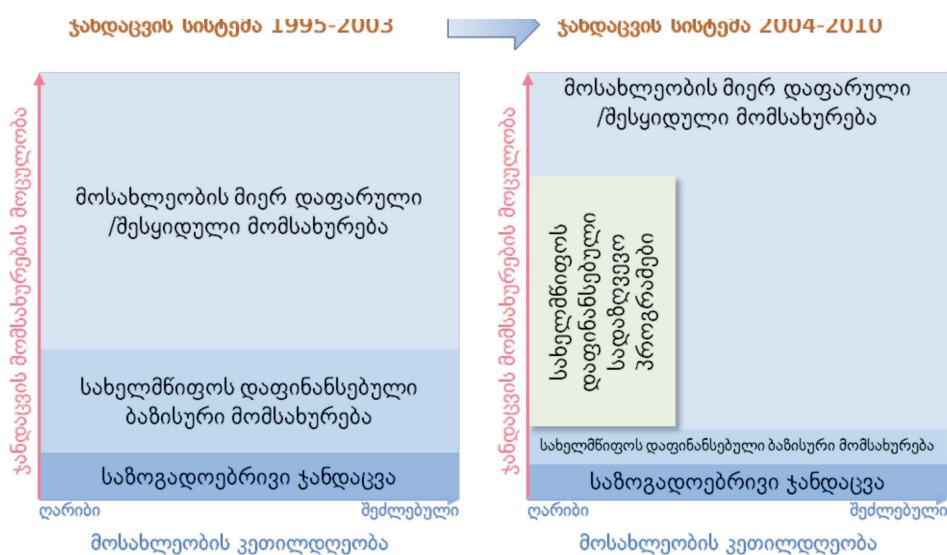 ჯანდაცვის სისტემა 1995-2003
ჯანდაცვის მომსახურების მოცულობა
მოსახლეობის მიერ დაფარული
/შესყიდული მომსახურება
სახელმწიფოს დაფინანსებული
ბაზისური მომსახურება
საზოგადოებრივი ჯანდაცვა
ღარიბი
შეძლებული
მოსახლეობის კეთილდღეობა
ჯანდაცვის სისტემა 2004-2010
ჯანდაცვის მომსახურების მოცულობა
მოსახლეობის მიერ დაფარული
/შესყიდული მომსახურება
სახელმწიფოს
დაფინანსებული
სადაზღვევო
პროგრამები
სახელმწიფოს დაფინანსებული ბაზისური მომსახურება
საზოგადოებრივი ჯანდაცვა
ღარიბი
შეძლებული
მოსახლეობის კეთილდღეობა